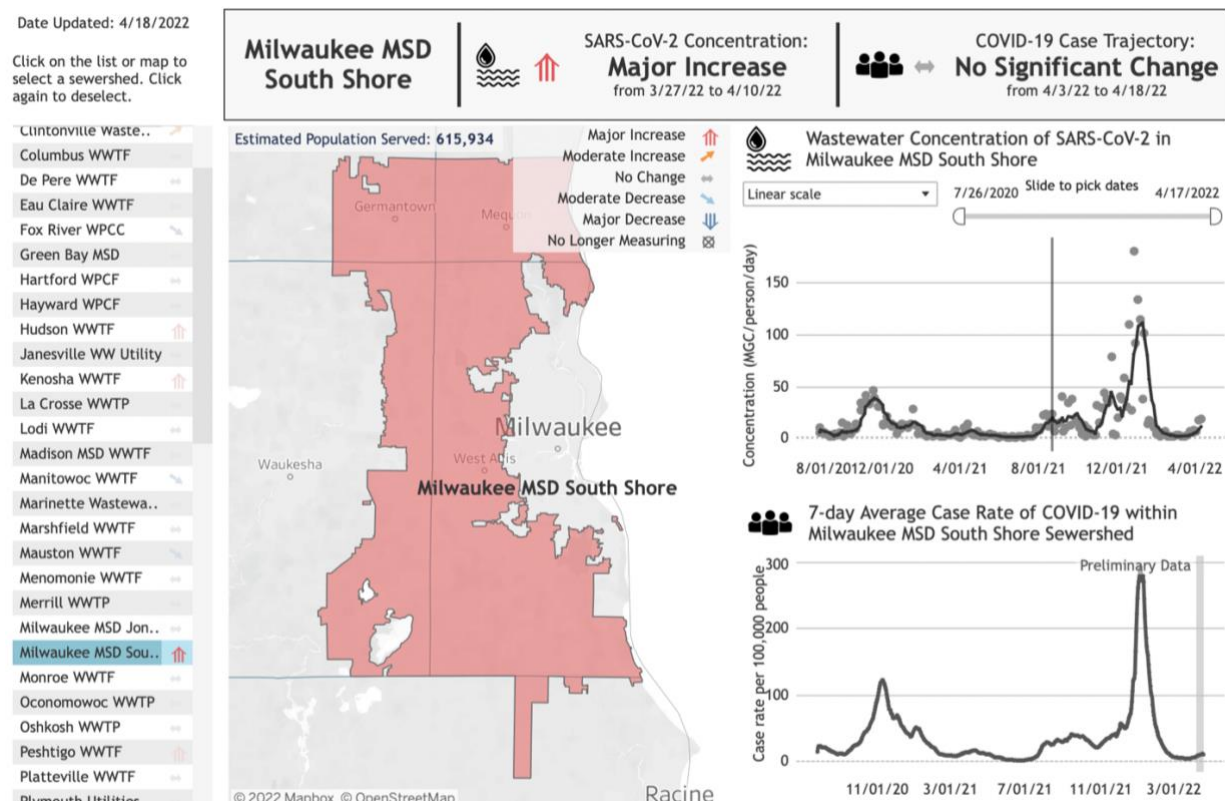 Date Updated: 4/18/2022
Click on the list or map to
select a sewershed. Click
again to deselect.
Milwaukee MSD
South Shore
SARS-CoV-2 Concentration:
Major Increase
from 3/27/22 to 4/10/22
COVID-19 Case Trajectory:
No Significant Change
from 4/3/22 to 4/18/22
Clintonville Waste..
Columbus WWTF
De Pere WWTF
Eau Claire WWTF
Fox River WPCC
Green Bay MSD
Hartford WPCF
Hayward WPCF
Hudson WWTF
Janesville WW Utility
Kenosha WWTF
La Crosse WWTP
Lodi WWTF
Madison MSD WWTF
Manitowoc WWTF
Marinette Wastewa..
Marshfield WWTF
Mauston WWTF
Menomonie WWTF
Merrill WWTP
Milwaukee MSD Jon..
Milwaukee MSD Sou..
Monroe WWTF
Oconomowoc WWTP
Oshkosh WWTP
Peshtigo WWTF
Platteville WWTF
Plymouth Utilities
Estimated Population Served: 615,934
Major Increase
Moderate Increase
No Change
Moderate Decrease
Major Decrease
No Longer Measuring
Germantown
Mequon
Milwaukee
Waukesha
West Allis
Milwaukee MSD South Shore
Racine
© 2022 Mapbox © OpenStreetMap
Wastewater Concentration of SARS-CoV-2 in
Milwaukee MSD South Shore
Linear scale
7/26/2020
Slide to pick dates
4/17/2022
Concentration (MGC/person/day)
150
100
50
0
8/01/20
12/01/20
4/01/21
8/01/21
12/01/21
4/01/22
7-day Average Case Rate of COVID-19 within
Milwaukee MSD South Shore Sewershed
Preliminary Data
Case rate per 100,000 people
300
200
100
0
11/01/20
3/01/21
7/01/21
11/01/21
3/01/22